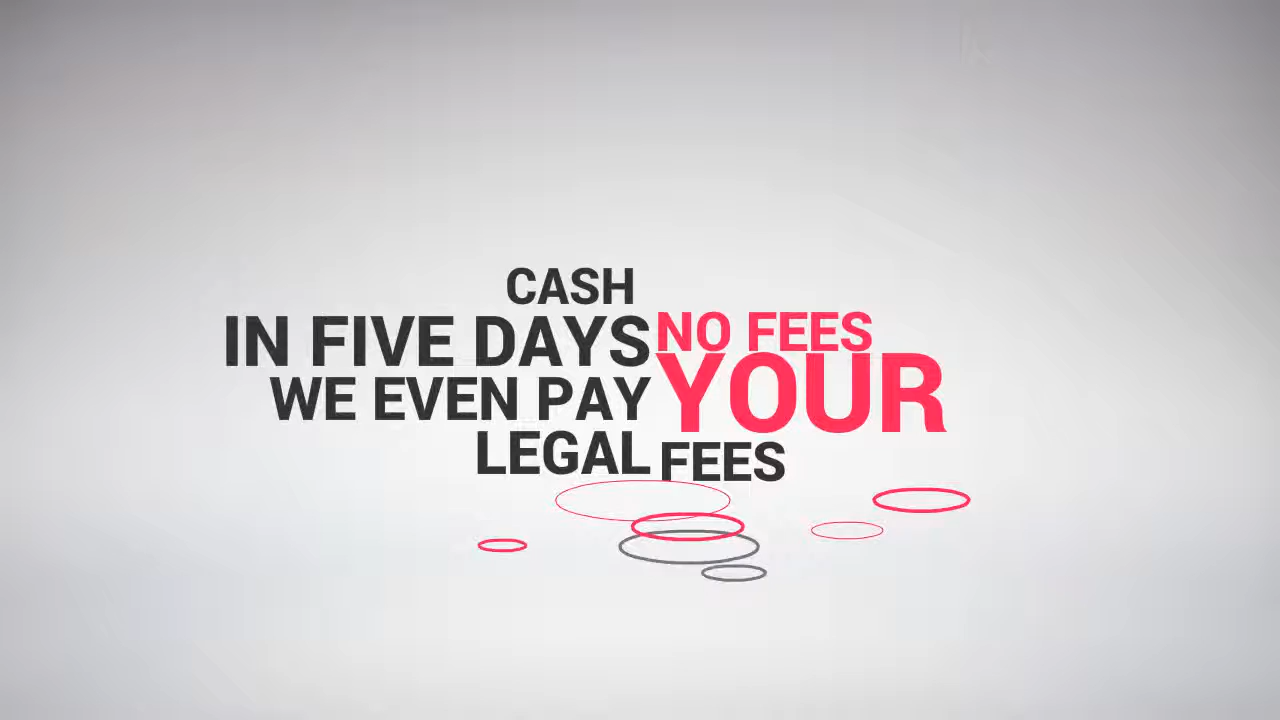 CASH
IN FIVE DAYS
NO FEES
WE EVEN PAY
YOUR
LEGAL
FEES